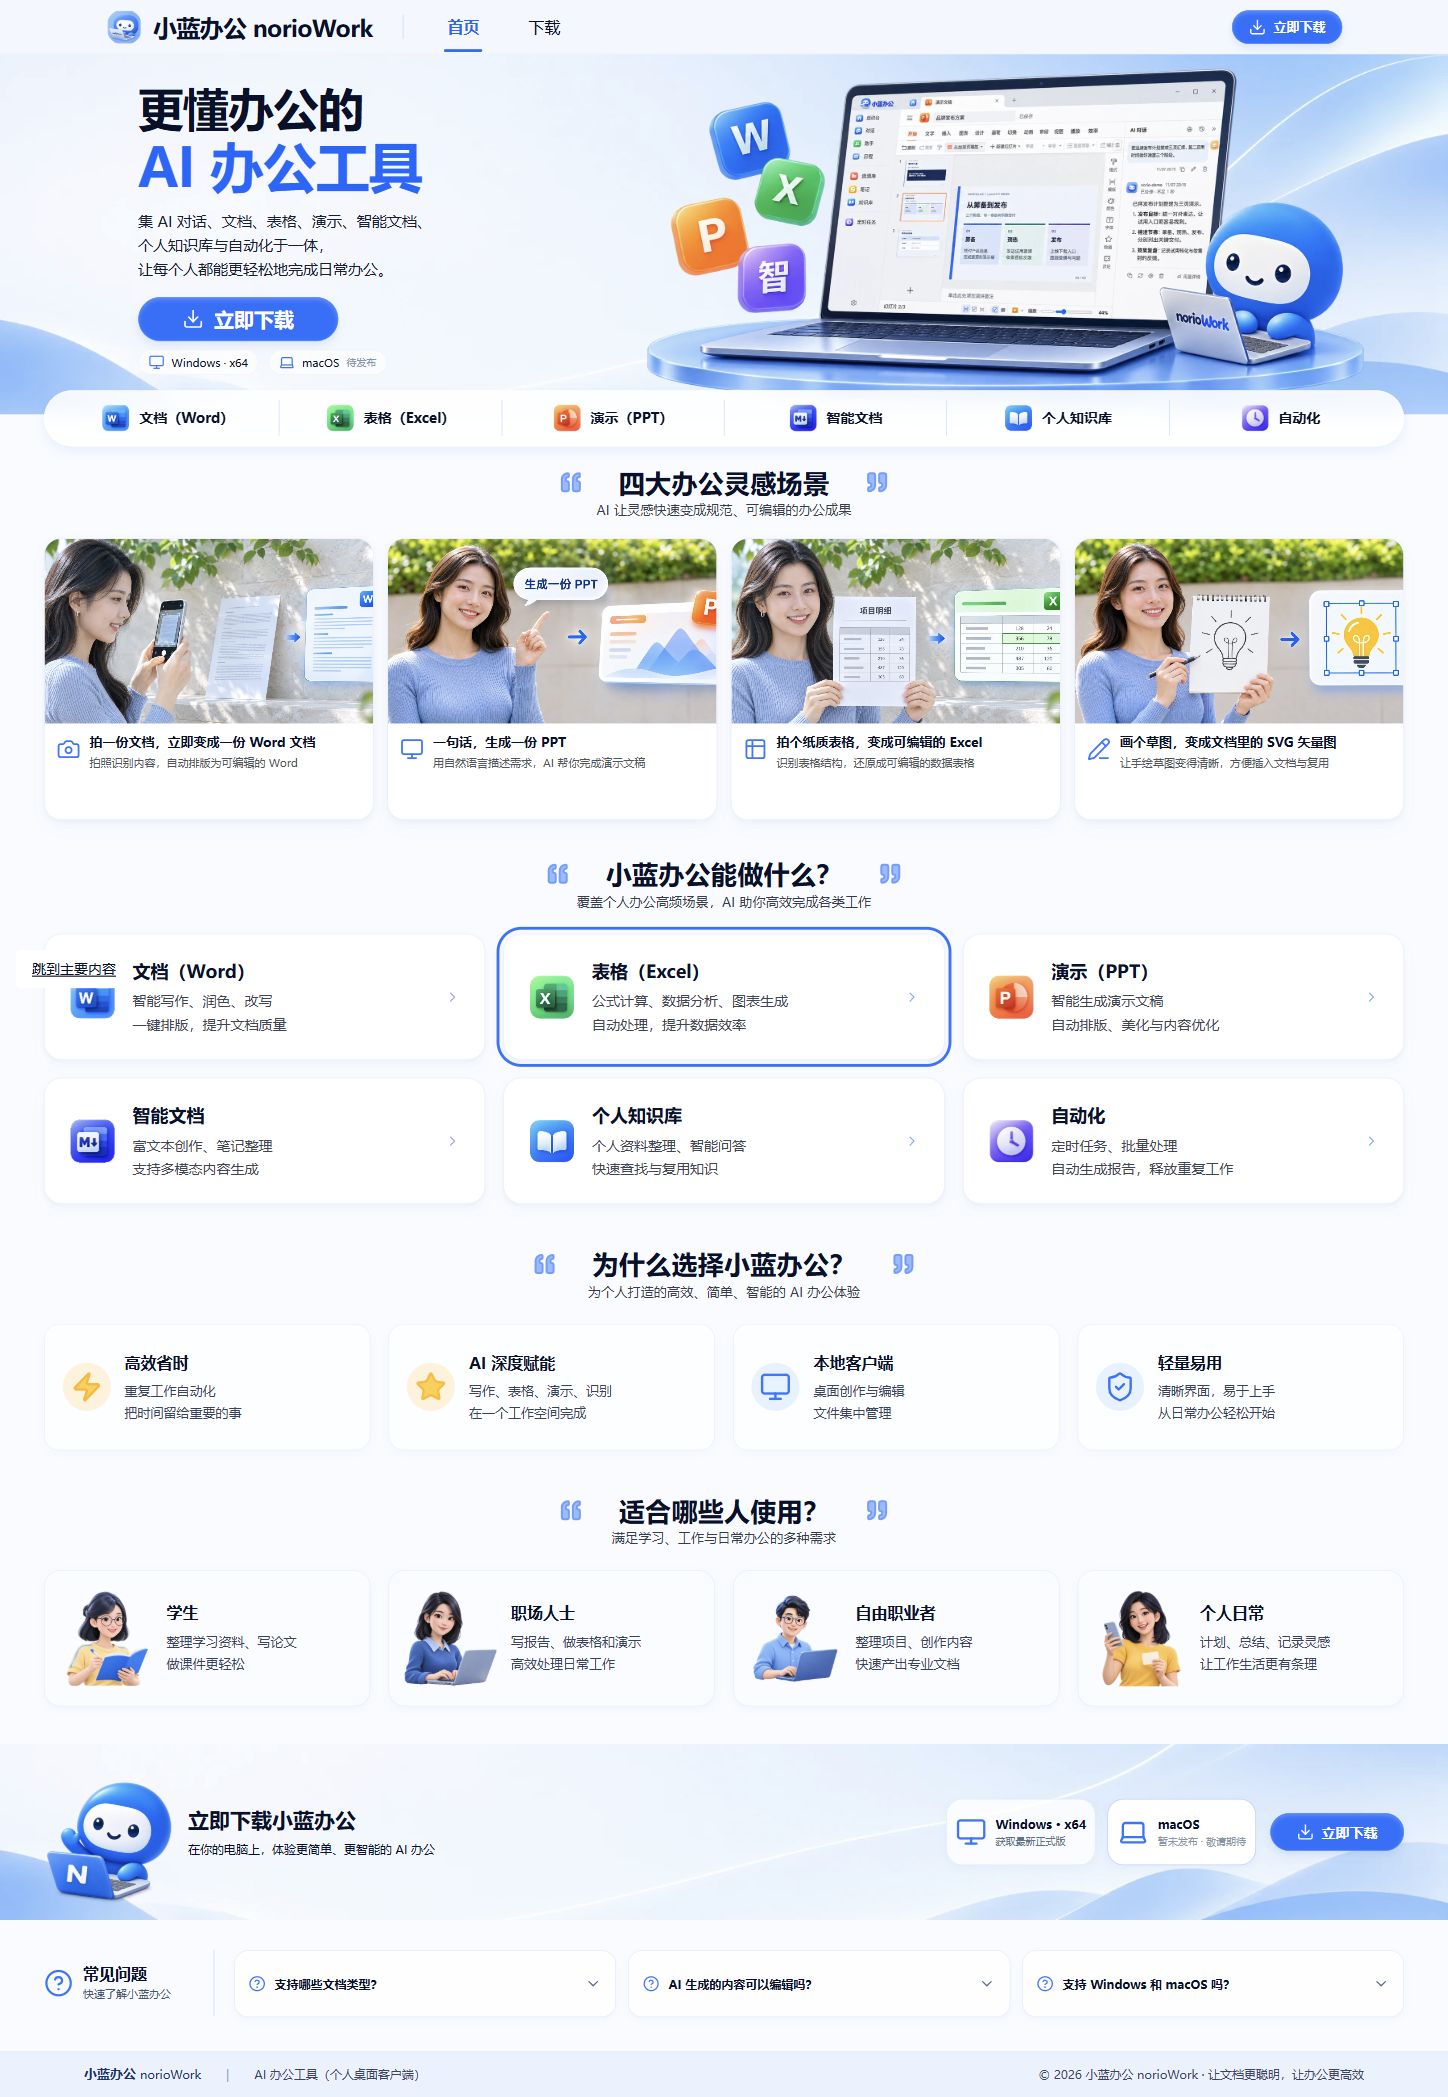 小蓝办公 norioWork
首页
下载
立即下载
更懂办公的
AI 办公工具
集 AI 对话、文档、表格、演示、智能文档、
个人知识库与自动化于一体，
让每个人都能更轻松地完成日常办公。
立即下载
Windows · x64
macOS 待发布
W
X
P
智
小蓝办公
从筹备到发布
筹备
预热
发布
AI 对话
norioWork
文档（Word）
表格（Excel）
演示（PPT）
智能文档
个人知识库
自动化
四大办公灵感场景
AI 让灵感快速变成规范、可编辑的办公成果
生成一份 PPT
项目明细
拍一份文档，立即变成一份 Word 文档
拍照识别内容，自动排版为可编辑的 Word
一句话，生成一份 PPT
用自然语言描述需求，AI 帮你完成演示文稿
拍个纸质表格，变成可编辑的 Excel
识别表格结构，还原成可编辑的数据表格
画个草图，变成文档里的 SVG 矢量图
让手绘草图变得清晰，方便插入文档与复用
小蓝办公能做什么？
覆盖个人办公高频场景，AI 助你高效完成各类工作
跳到主要内容
文档（Word）
智能写作、润色、改写
一键排版，提升文档质量
表格（Excel）
公式计算、数据分析、图表生成
自动处理，提升数据效率
演示（PPT）
智能生成演示文稿
自动排版、美化与内容优化
智能文档
富文本创作、笔记整理
支持多模态内容生成
个人知识库
个人资料整理、智能问答
快速查找与复用知识
自动化
定时任务、批量处理
自动生成报告，释放重复工作
为什么选择小蓝办公？
为个人打造的高效、简单、智能的 AI 办公体验
高效省时
重复工作自动化
把时间留给重要的事
AI 深度赋能
写作、表格、演示、识别
在一个工作空间完成
本地客户端
桌面创作与编辑
文件集中管理
轻量易用
清晰界面，易于上手
从日常办公轻松开始
适合哪些人使用？
满足学习、工作与日常办公的多种需求
学生
整理学习资料、写论文
做课件更轻松
职场人士
写报告、做表格和演示
高效处理日常工作
自由职业者
整理项目、创作内容
快速产出专业文档
个人日常
计划、总结、记录灵感
让工作生活更有条理
N
立即下载小蓝办公
在你的电脑上，体验更简单、更智能的 AI 办公
Windows · x64
获取最新正式版
macOS
暂未发布 · 敬请期待
立即下载
常见问题
快速了解小蓝办公
支持哪些文档类型？
AI 生成的内容可以编辑吗？
支持 Windows 和 macOS 吗？
小蓝办公 norioWork | AI 办公工具（个人桌面客户端）
© 2026 小蓝办公 norioWork · 让文档更聪明，让办公更高效